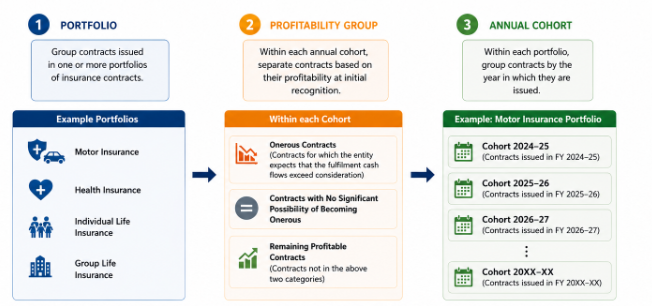 1 PORTFOLIO
Group contracts issued
in one or more portfolios
of insurance contracts.
Example Portfolios
Motor Insurance
Health Insurance
Individual Life
Insurance
Group Life
Insurance
2 PROFITABILITY GROUP
Within each annual cohort,
separate contracts based on
their profitability at initial
recognition.
Within each Cohort
Onerous Contracts
(Contracts for which the entity
expects that the fulfilment cash
flows exceed consideration)
Contracts with No Significant
Possibility of Becoming
Onerous
Remaining Profitable
Contracts
(Contracts not in the above
two categories)
3 ANNUAL COHORT
Within each portfolio,
group contracts by the
year in which they are
issued.
Example: Motor Insurance Portfolio
Cohort 2024–25
(Contracts issued in FY 2024–25)
Cohort 2025–26
(Contracts issued in FY 2025–26)
Cohort 2026–27
(Contracts issued in FY 2026–27)
⋮
Cohort 20XX–XX
(Contracts issued in FY 20XX–XX)